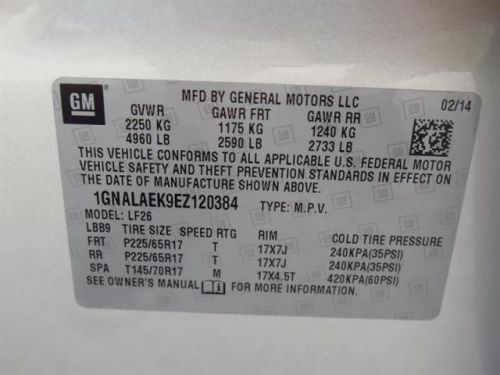 GM
MFD BY GENERAL MOTORS LLC
02/14
GVWR GAWR FRT GAWR RR
2250 KG 1175 KG 1240 KG
4960 LB 2590 LB 2733 LB
THIS VEHICLE CONFORMS TO ALL APPLICABLE U.S. FEDERAL MOTOR
VEHICLE SAFETY AND THEFT PREVENTION STANDARDS IN EFFECT
ON THE DATE OF MANUFACTURE SHOWN ABOVE.
1GNALAEK9EZ120384 TYPE: M.P.V.
MODEL: LF26
LBB9 TIRE SIZE SPEED RTG RIM COLD TIRE PRESSURE
FRT P225/65R17 T 17X7J 240KPA(35PSI)
RR P225/65R17 T 17X7J 240KPA(35PSI)
SPA T145/70R17 M 17X4.5T 420KPA(60PSI)
SEE OWNER'S MANUAL FOR MORE INFORMATION